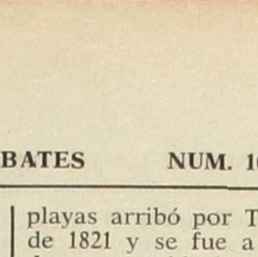 BATES NUM. 1
playas arribó por T
de 1821 y se fue a